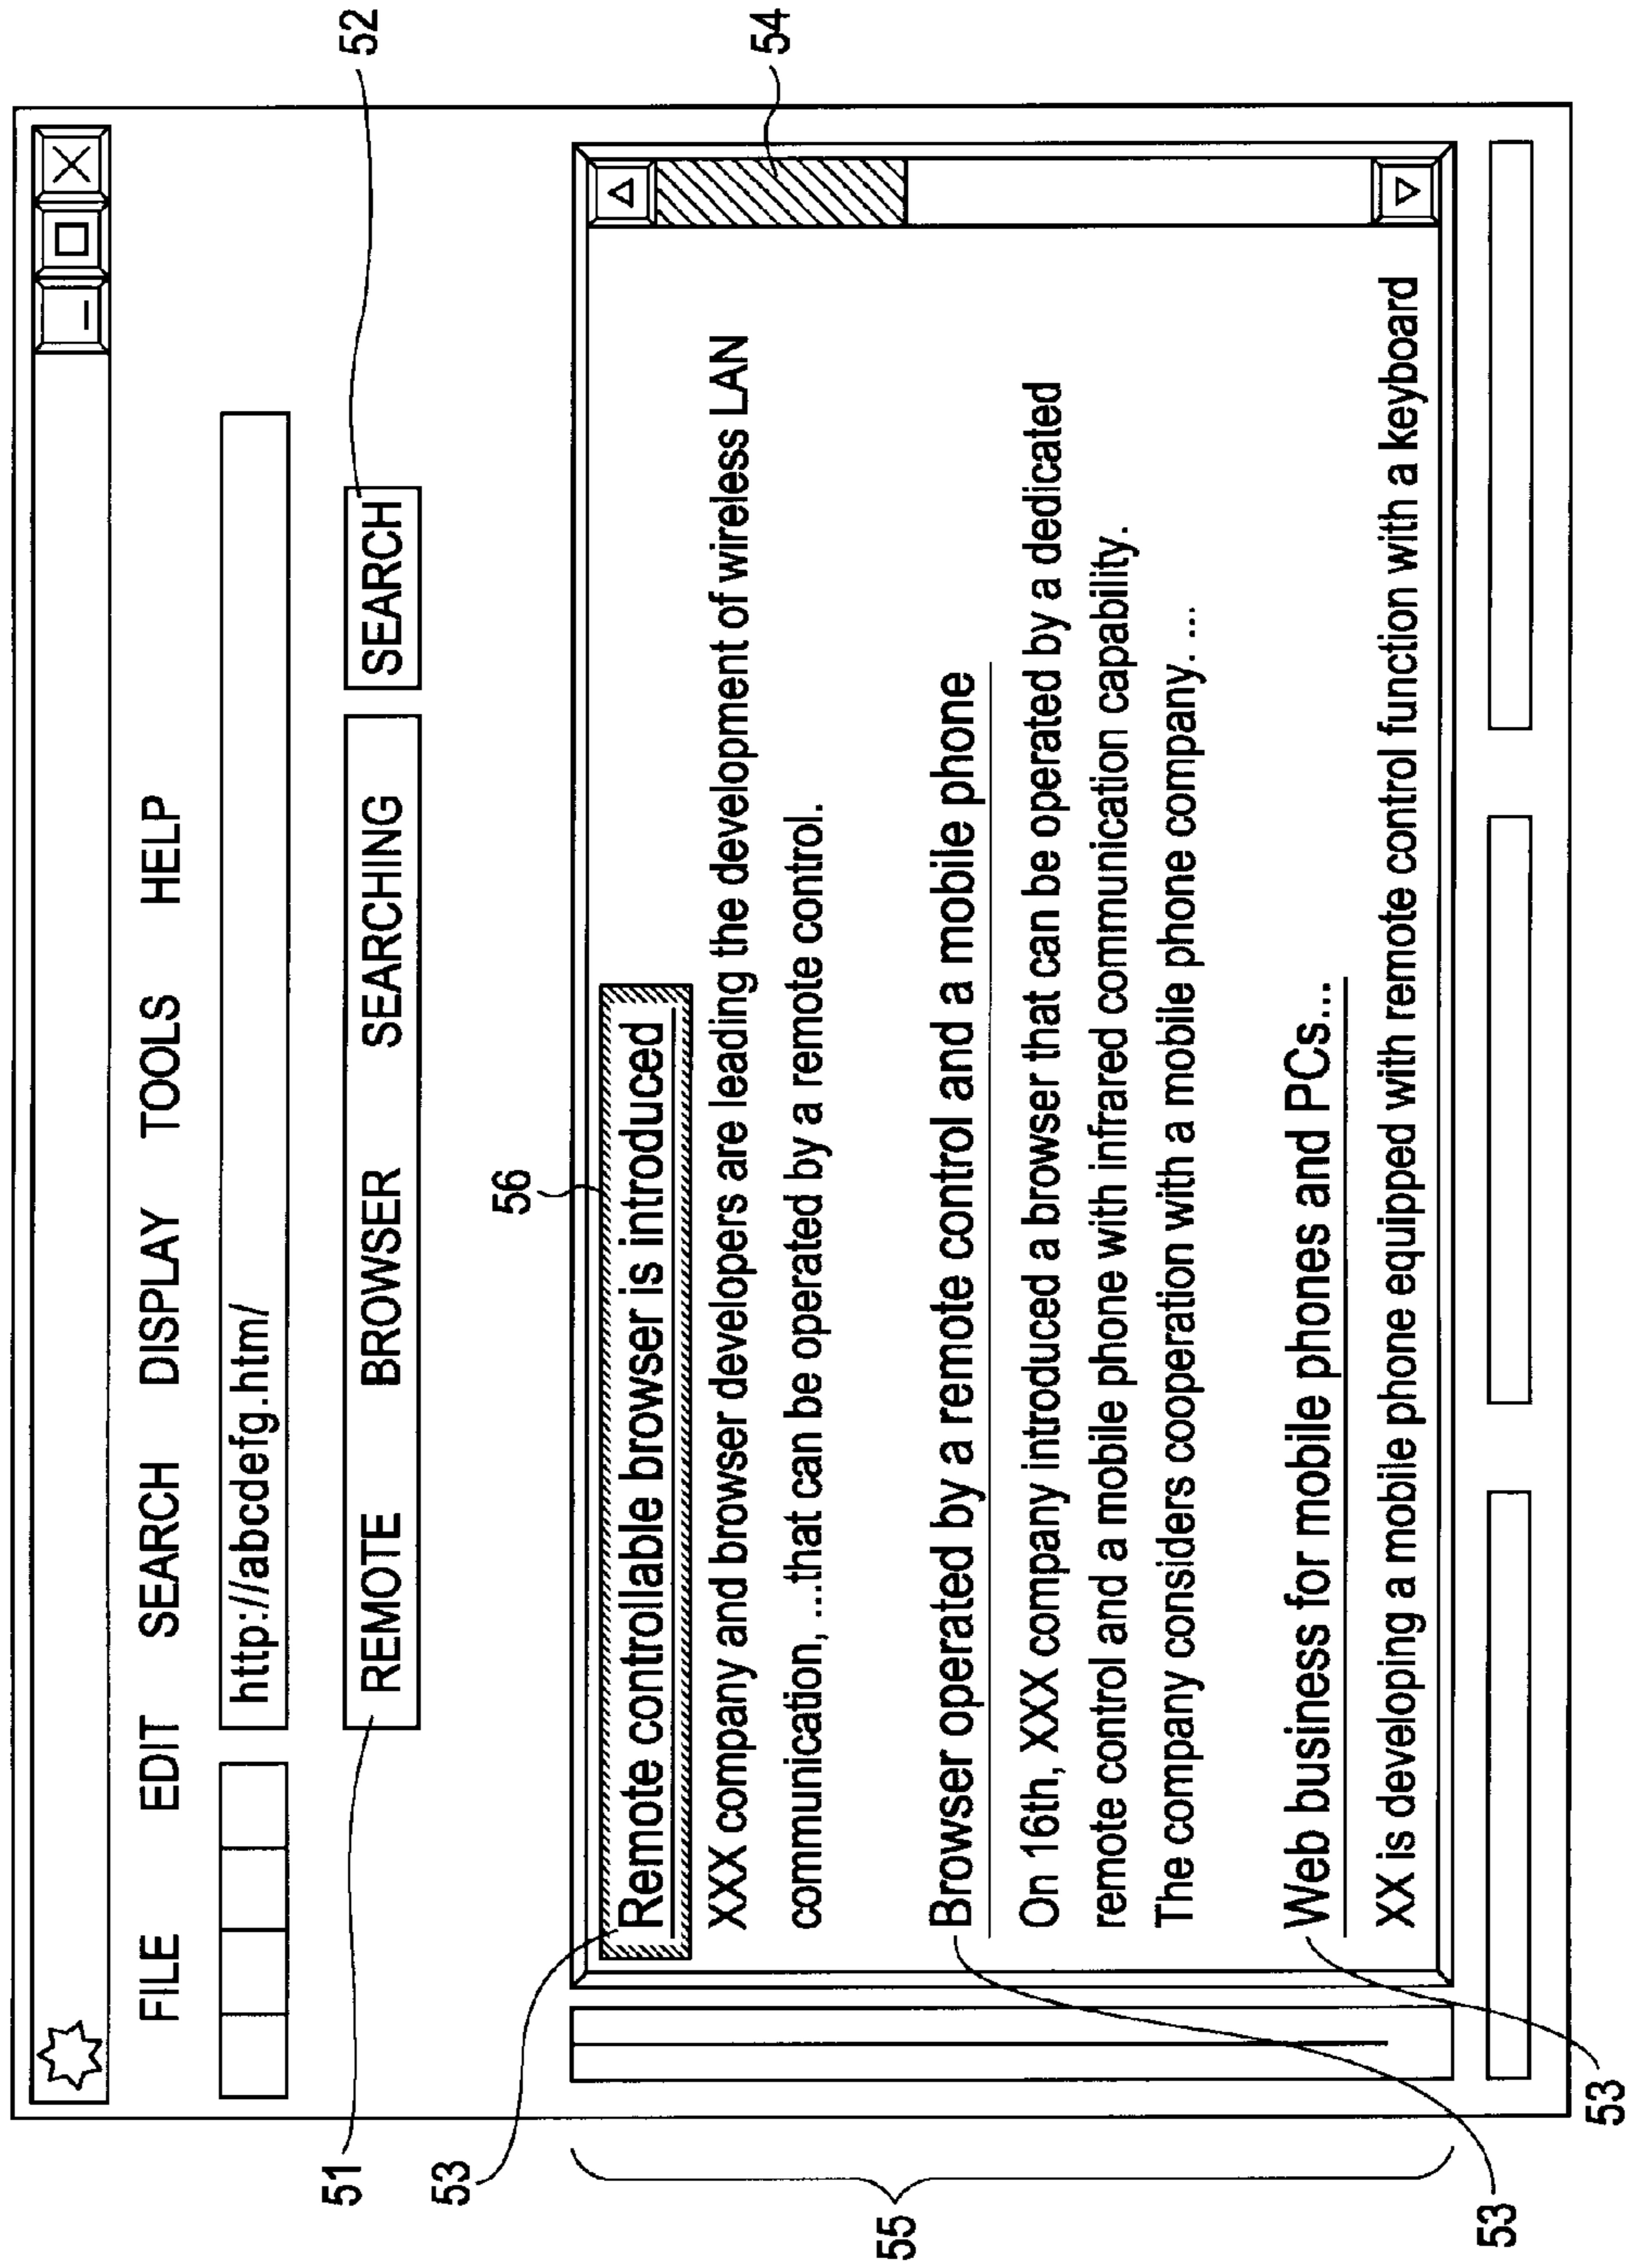 52
FILE EDIT SEARCH DISPLAY TOOLS HELP
http://abcdefg.htm/
51
REMOTE BROWSER SEARCHING
SEARCH
53
56
54
Remote controllable browser is introduced
XXX company and browser developers are leading the development of wireless LAN
communication, ...that can be operated by a remote control.
55
Browser operated by a remote control and a mobile phone
On 16th, XXX company introduced a browser that can be operated by a dedicated
remote control and a mobile phone with infrared communication capability.
The company considers cooperation with a mobile phone company. ...
Web business for mobile phones and PCs...
XX is developing a mobile phone equipped with remote control function with a keyboard
53
53